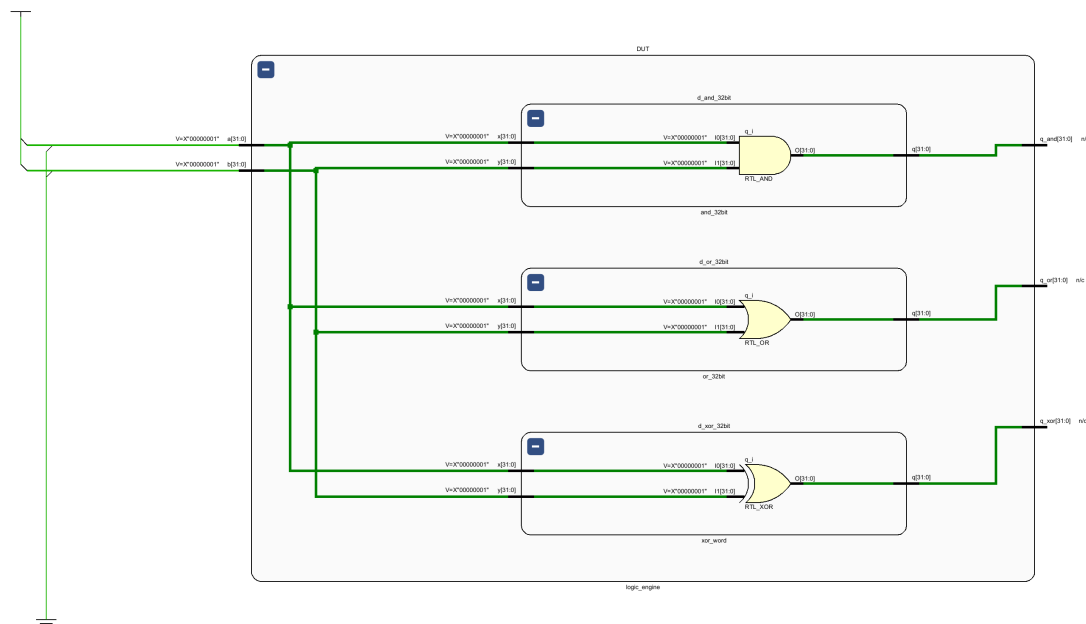 DUT
d_and_32bit
q_i
V=X"00000001" a[31:0]
V=X"00000001" x[31:0]
V=X"00000001" I0[31:0]
q_and[31:0] n/
O[31:0]
q[31:0]
V=X"00000001" b[31:0]
V=X"00000001" y[31:0]
V=X"00000001" I1[31:0]
RTL_AND
and_32bit
d_or_32bit
q_or[31:0] n/c
q_i
V=X"00000001" x[31:0]
V=X"00000001" I0[31:0]
O[31:0]
q[31:0]
V=X"00000001" y[31:0]
V=X"00000001" I1[31:0]
RTL_OR
or_32bit
q_xor[31:0] n/c
d_xor_32bit
q_i
V=X"00000001" x[31:0]
V=X"00000001" I0[31:0]
O[31:0]
q[31:0]
V=X"00000001" y[31:0]
V=X"00000001" I1[31:0]
RTL_XOR
xor_word
logic_engine